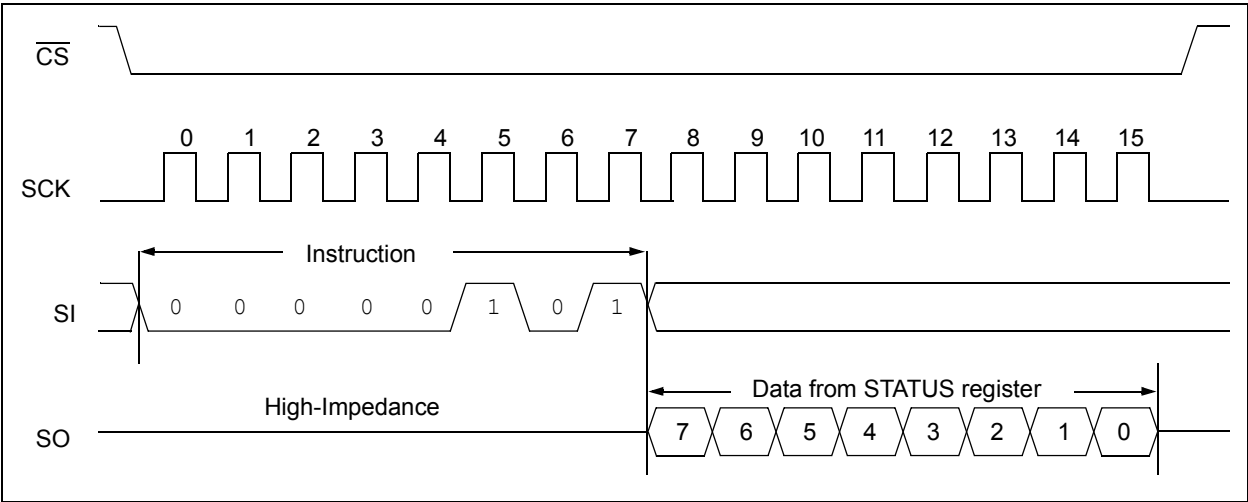 CS
0 1 2 3 4 5 6 7 8 9 10 11 12 13 14 15
SCK
Instruction
SI 0 0 0 0 0 1 0 1
Data from STATUS register
High-Impedance
SO 7 6 5 4 3 2 1 0